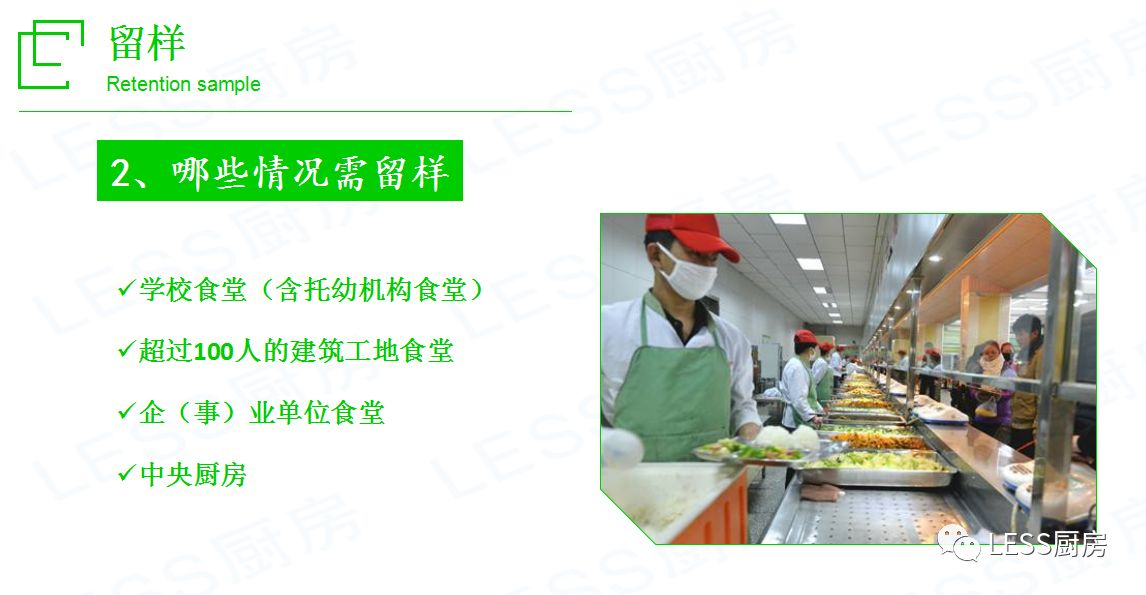 留样
Retention sample
2、哪些情况需留样
✓学校食堂（含托幼机构食堂）
✓超过100人的建筑工地食堂
✓企（事）业单位食堂
✓中央厨房
LESS厨房